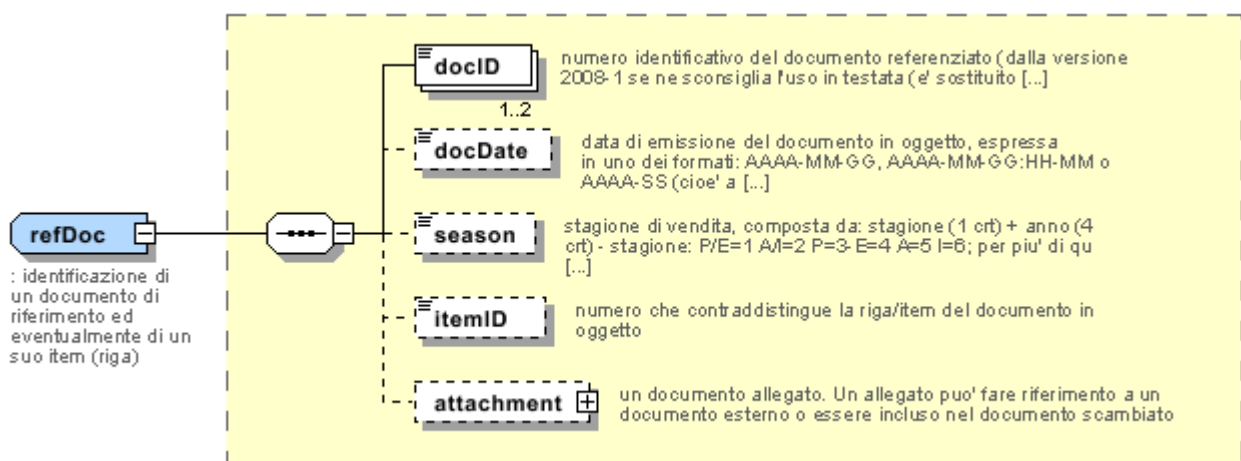 docID
numero identificativo del documento referenziato (dalla versione
2008-1 se ne sconsiglia l'uso in testata (e' sostituito [...]
1..2
docDate
data di emissione del documento in oggetto, espressa
in uno dei formati: AAAA-MM-GG, AAAA-MM-GG:HH-MM o
AAAA-SS (cioe' a [...]
refDoc
: identificazione di
un documento di
riferimento ed
eventualmente di un
suo item (riga)
season
stagione di vendita, composta da: stagione (1 crt) + anno (4
crt) - stagione: P/E=1 A/I=2 P=3- E=4 A=5 I=6; per piu' di qu
[...]
itemID
numero che contraddistingue la riga/item del documento in
oggetto
attachment
un documento allegato. Un allegato puo' fare riferimento a un
documento esterno o essere incluso nel documento scambiato